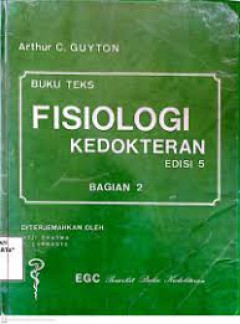 Arthur C. GUYTON
BUKU TEKS
FISIOLOGI
KEDOKTERAN
EDISI 5
BAGIAN 2
DITERJEMAHKAN OLEH
EGC Penerbit Buku Kedokteran